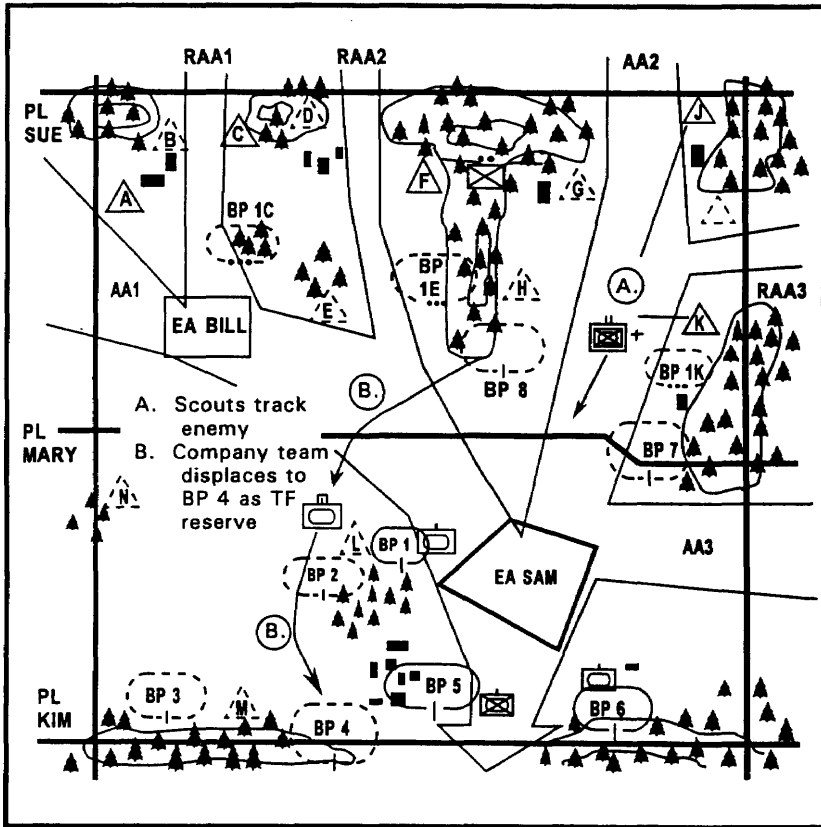 RAA1
RAA2
AA2
PL
SUE
B
C
D
J
A
F
G
BP 1C
BP
1E
H
A.
AA1
E
RAA3
EA BILL
K
+
BP 8
BP 1K
B.
A. Scouts track
enemy
B. Company team
displaces to
BP 4 as TF
reserve
PL
MARY
BP 7
N
L
BP 1
AA3
BP 2
EA SAM
B.
BP 3
M
BP 4
BP 5
BP 6
PL
KIM